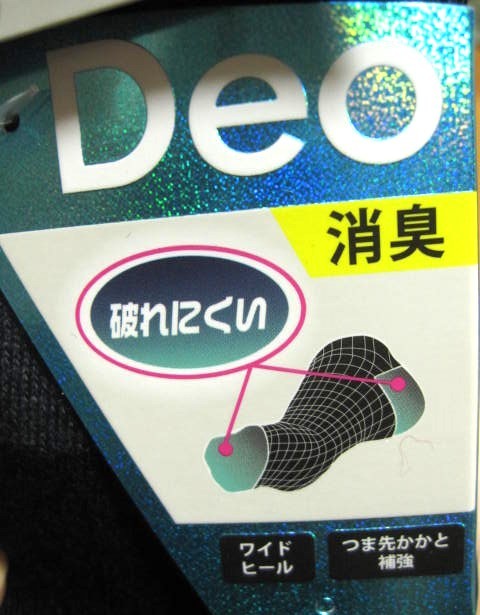 Deo
消臭
破れにくい
ワイド
ヒール
つま先かかと
補強